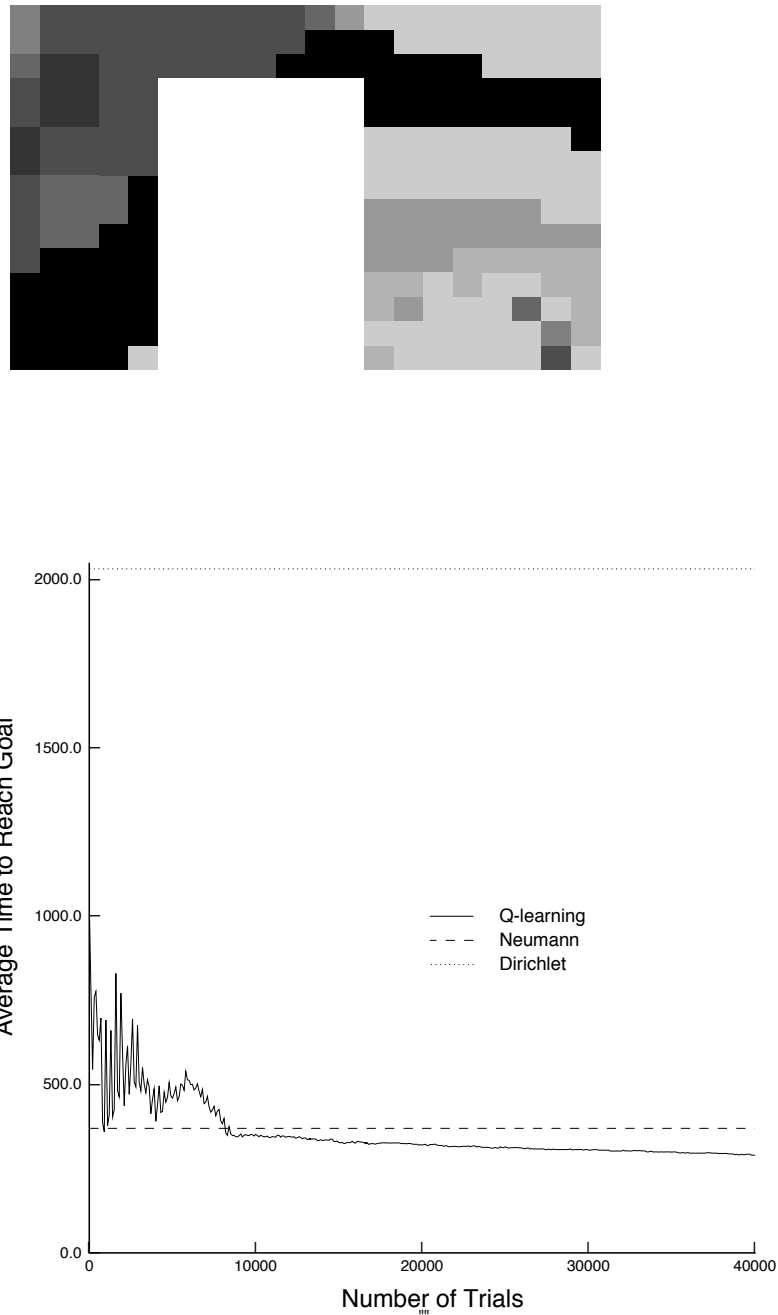 2000.0
1500.0
1000.0
500.0
0.0
Average Time to Reach Goal
Q-learning
Neumann
Dirichlet
0
10000
20000
30000
40000
Number of Trials
""